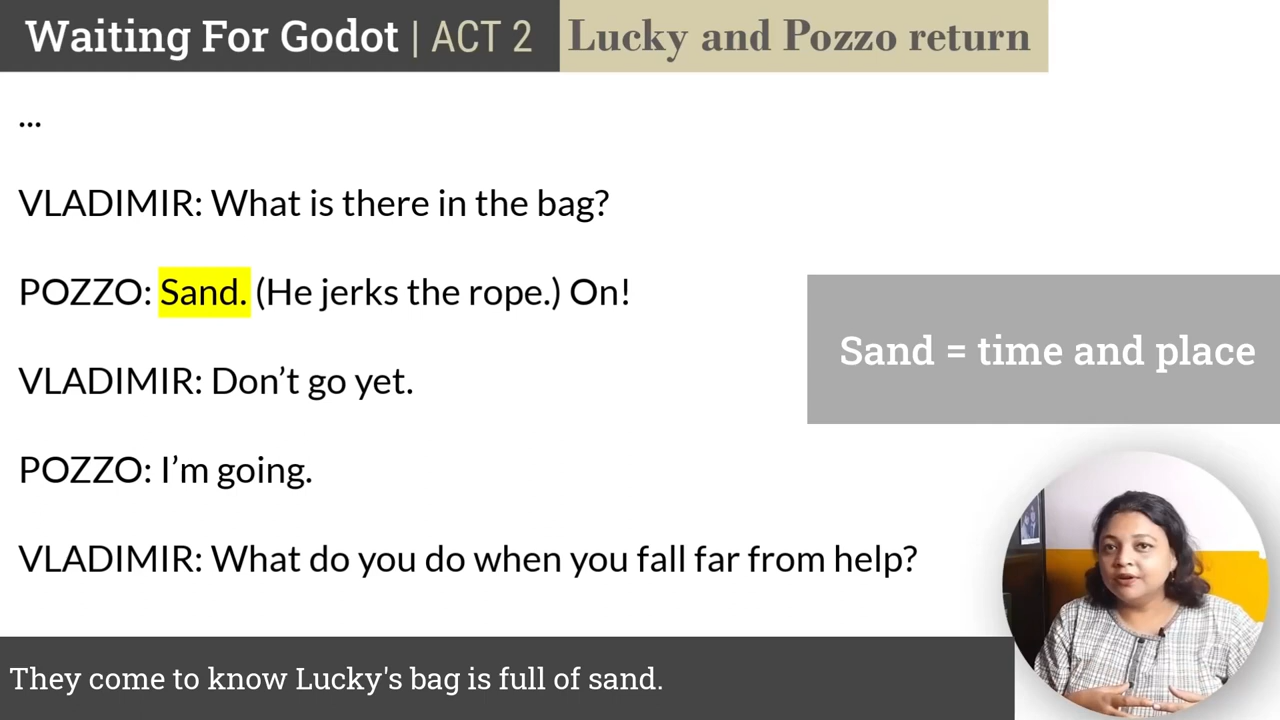 Waiting For Godot | ACT 2 Lucky and Pozzo return
...
VLADIMIR: What is there in the bag?
POZZO: Sand. (He jerks the rope.) On!
Sand = time and place
VLADIMIR: Don’t go yet.
POZZO: I’m going.
VLADIMIR: What do you do when you fall far from help?
They come to know Lucky's bag is full of sand.